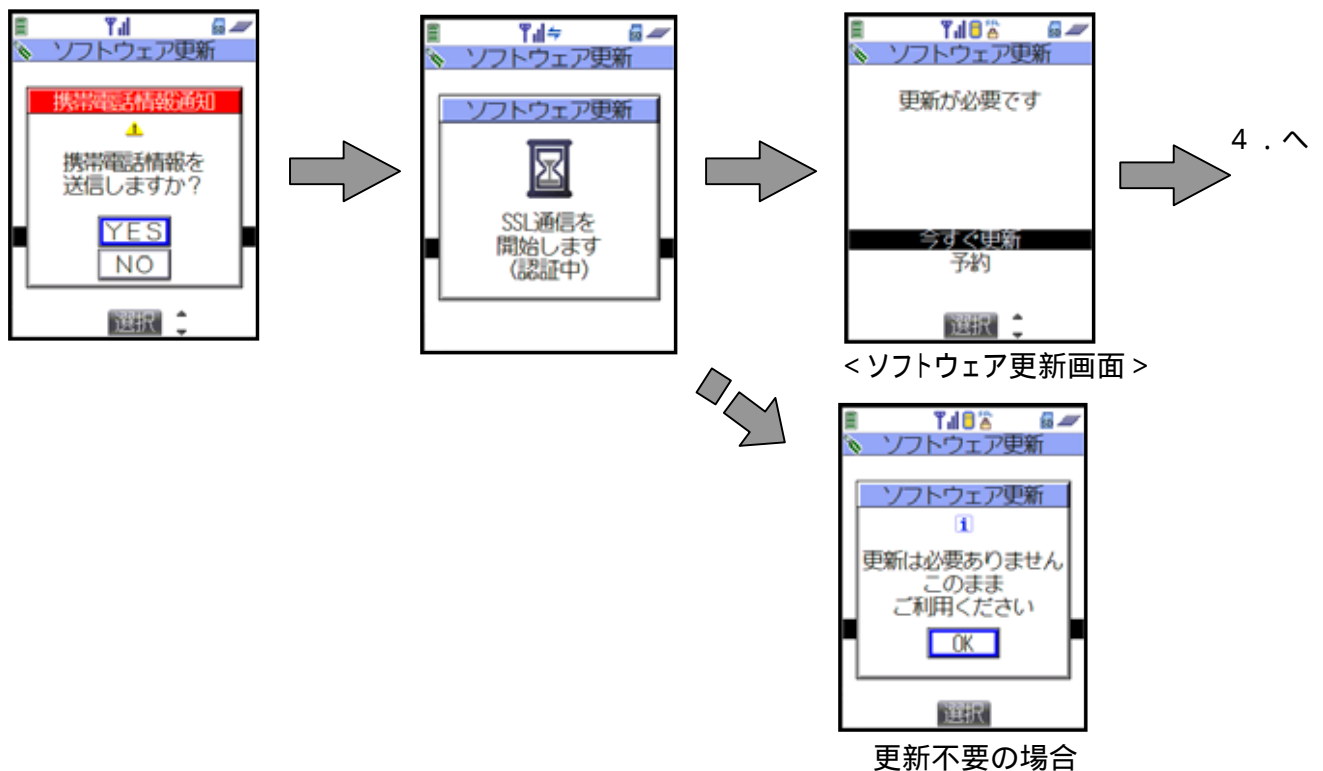 ソフトウェア更新
携帯電話情報通知
携帯電話情報を
送信しますか?
YES
NO
選択
ソフトウェア更新
ソフトウェア更新
SSL通信を
開始します
(認証中)
ソフトウェア更新
更新が必要です
今すぐ更新
予約
選択
<ソフトウェア更新画面>
4.へ
ソフトウェア更新
ソフトウェア更新
更新は必要ありません
このまま
ご利用ください
OK
選択
更新不要の場合